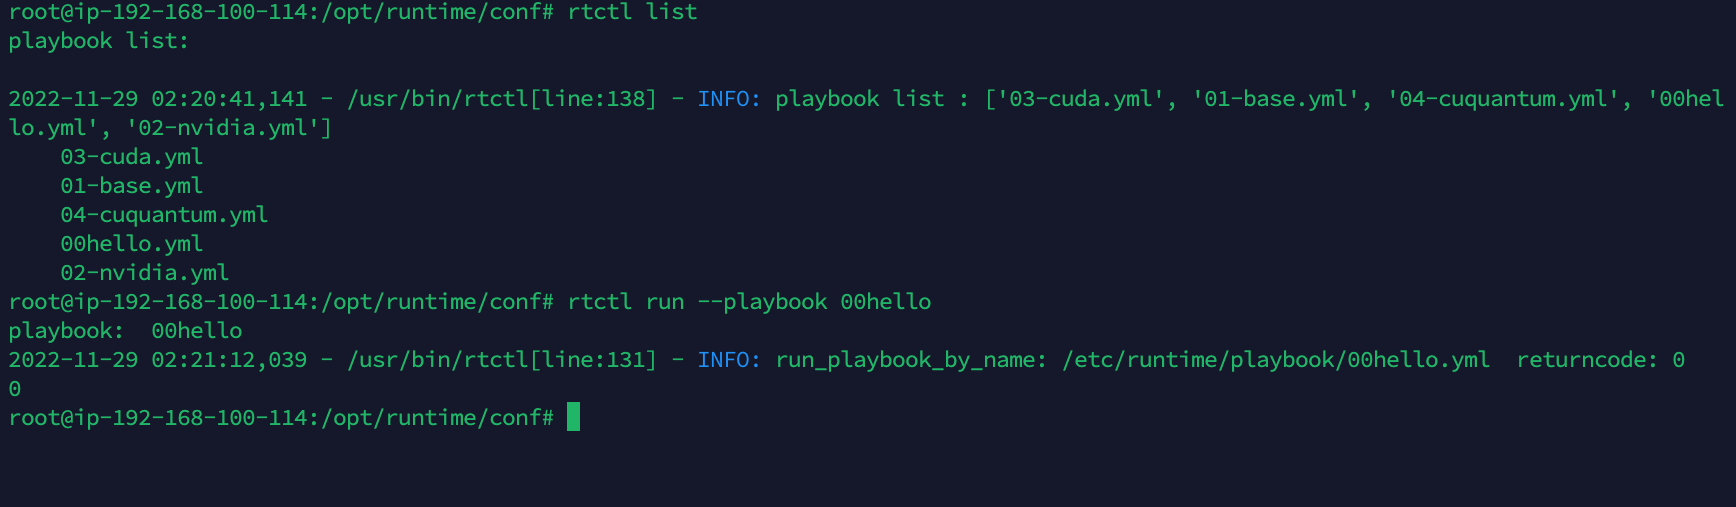 root@ip-192-168-100-114:/opt/runtime/conf# rtctl list
playbook list:
2022-11-29 02:20:41,141 - /usr/bin/rtctl[line:138] - INFO: playbook list : ['03-cuda.yml', '01-base.yml', '04-cuquantum.yml', '00hel
lo.yml', '02-nvidia.yml']
03-cuda.yml
01-base.yml
04-cuquantum.yml
00hello.yml
02-nvidia.yml
root@ip-192-168-100-114:/opt/runtime/conf# rtctl run --playbook 00hello
playbook:  00hello
2022-11-29 02:21:12,039 - /usr/bin/rtctl[line:131] - INFO: run_playbook_by_name: /etc/runtime/playbook/00hello.yml  returncode: 0
0
root@ip-192-168-100-114:/opt/runtime/conf#